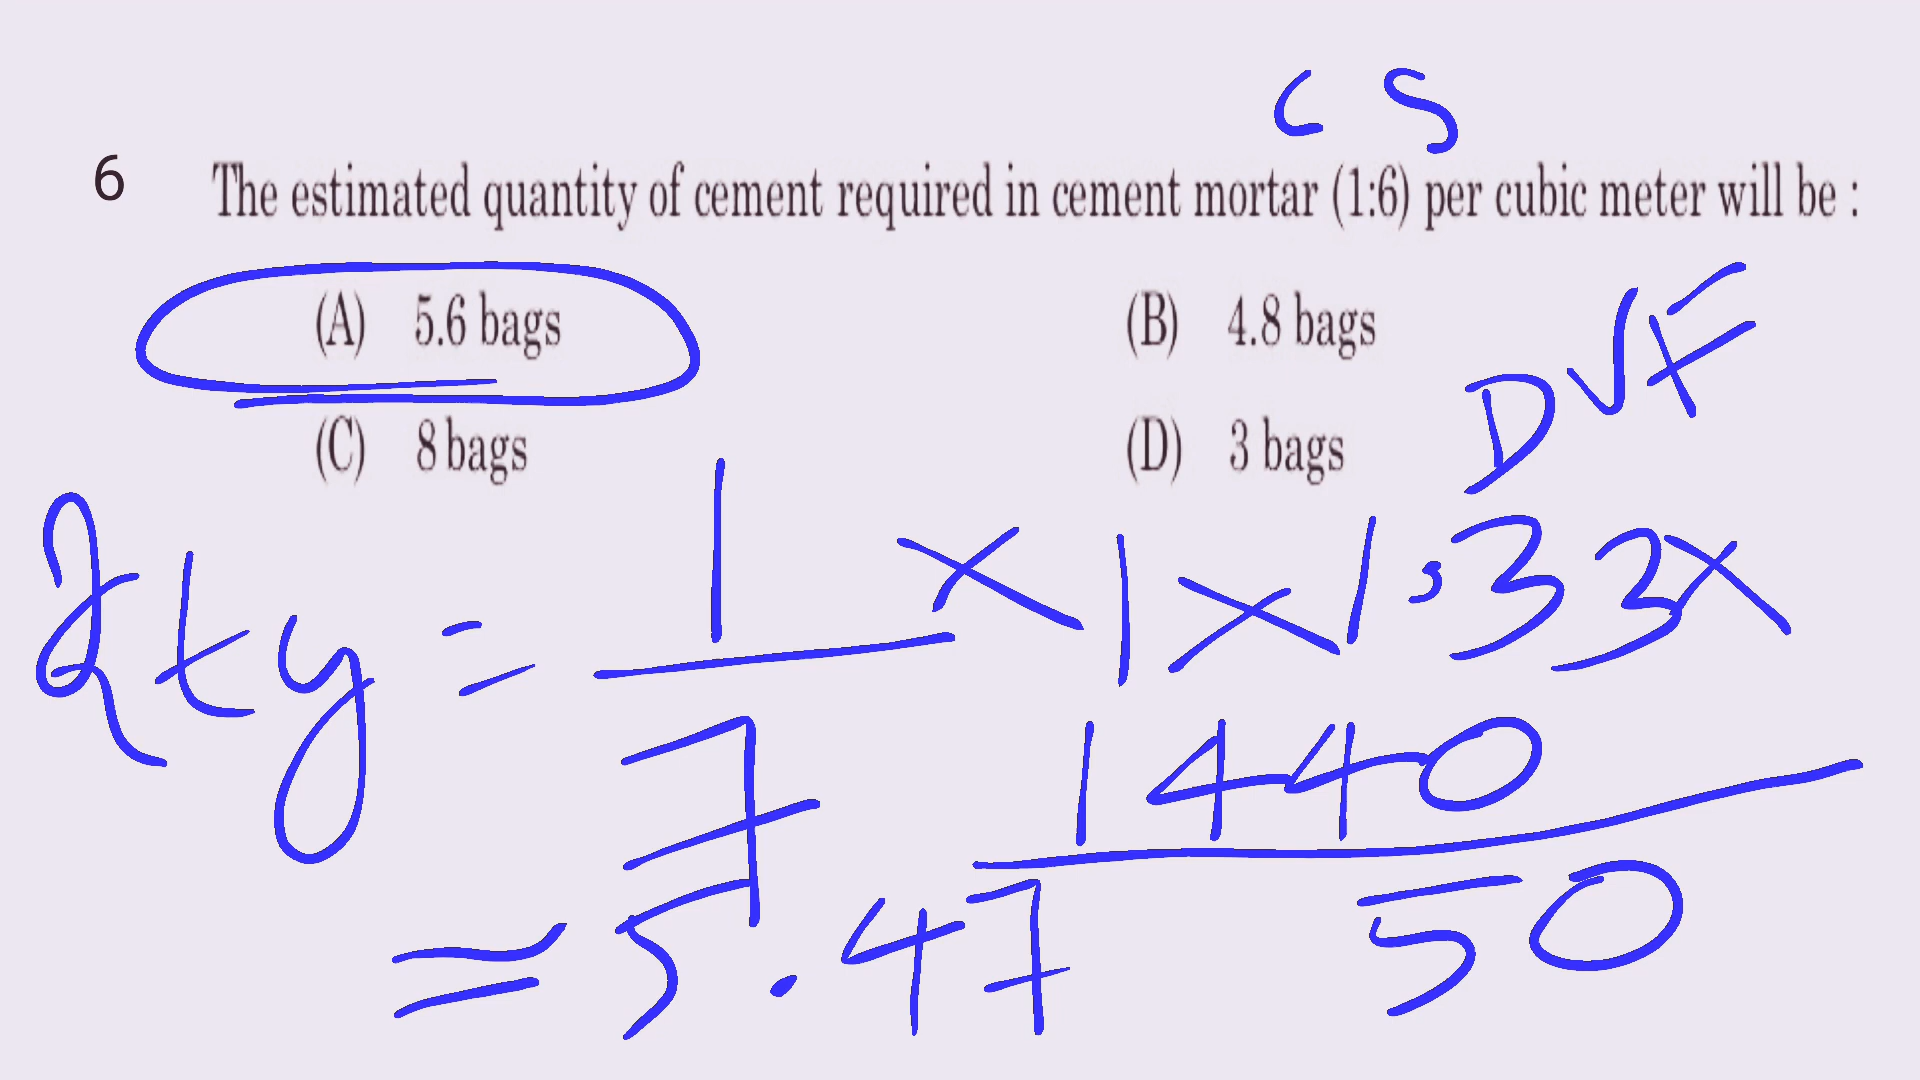 C S
6 The estimated quantity of cement required in cement mortar (1:6) per cubic meter will be :
(A) 5.6 bags (B) 4.8 bags
(C) 8 bags (D) 3 bags
DVF
Qty = 1/7 × 1 × 1.33 × 1440/50
= 5.47